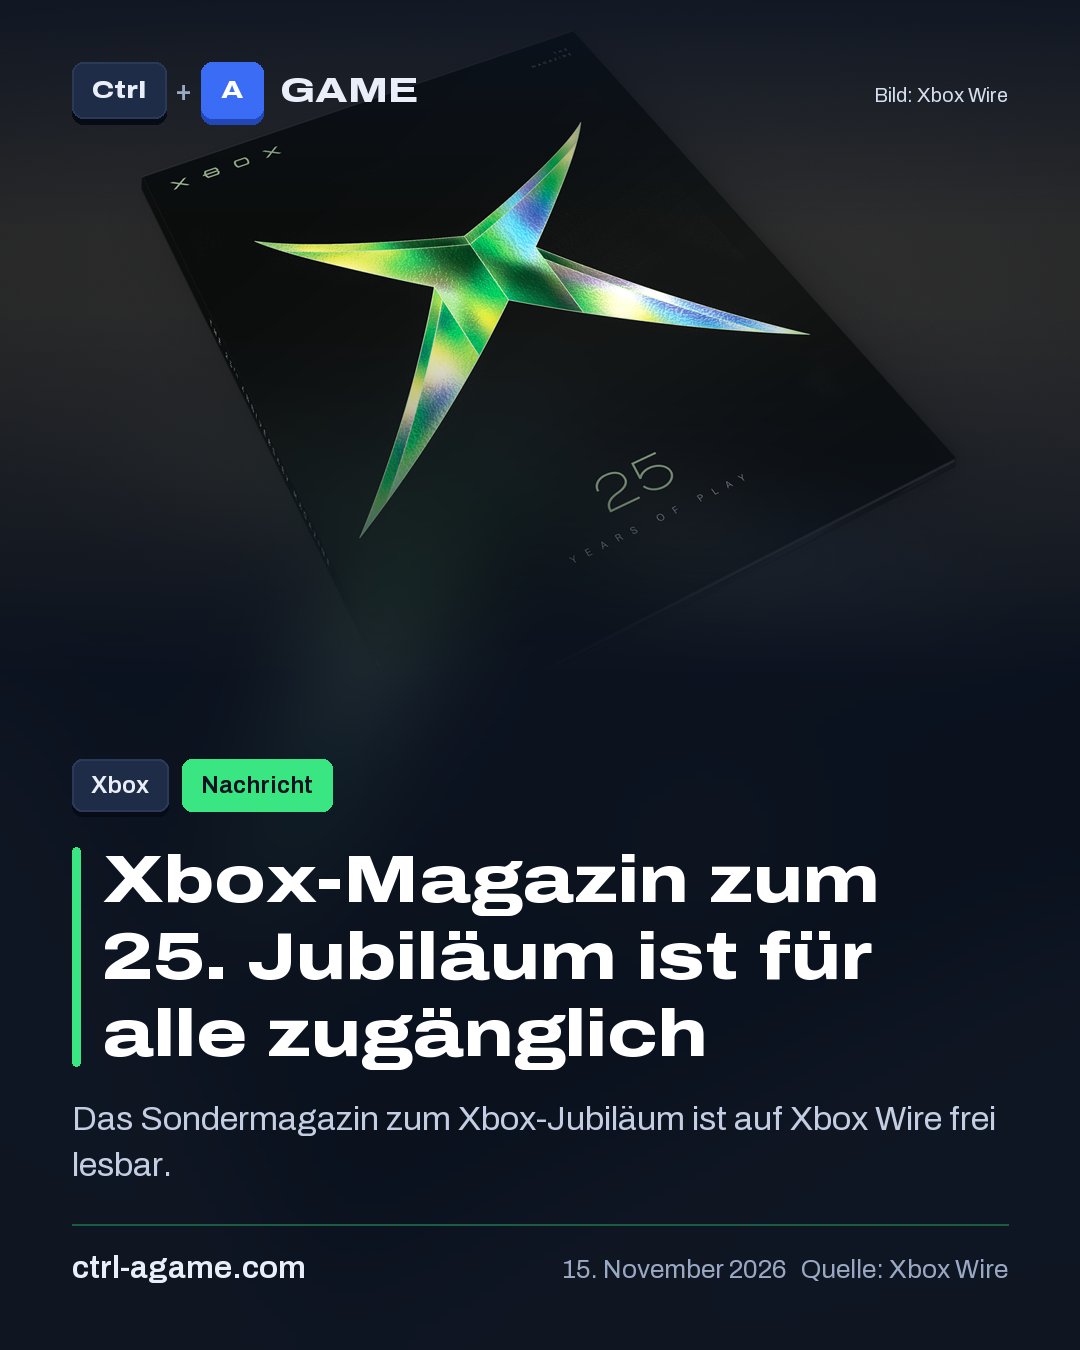 Ctrl + A GAME
Bild: Xbox Wire
XBOX
25
YEARS OF PLAY
Xbox
Nachricht
Xbox-Magazin zum
25. Jubiläum ist für
alle zugänglich
Das Sondermagazin zum Xbox-Jubiläum ist auf Xbox Wire frei
lesbar.
ctrl-agame.com
15. November 2026 Quelle: Xbox Wire